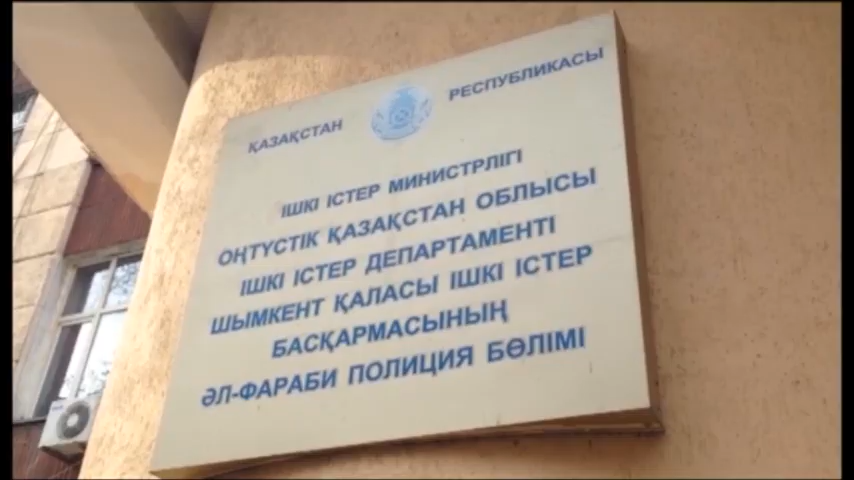 ҚАЗАҚСТАН РЕСПУБЛИКАСЫ
ІШКІ ІСТЕР МИНИСТРЛІГІ
ОҢТҮСТІК ҚАЗАҚСТАН ОБЛЫСЫ
ІШКІ ІСТЕР ДЕПАРТАМЕНТІ
ШЫМКЕНТ ҚАЛАСЫ ІШКІ ІСТЕР
БАСҚАРМАСЫНЫҢ
ӘЛ-ФАРАБИ ПОЛИЦИЯ БӨЛІМІ